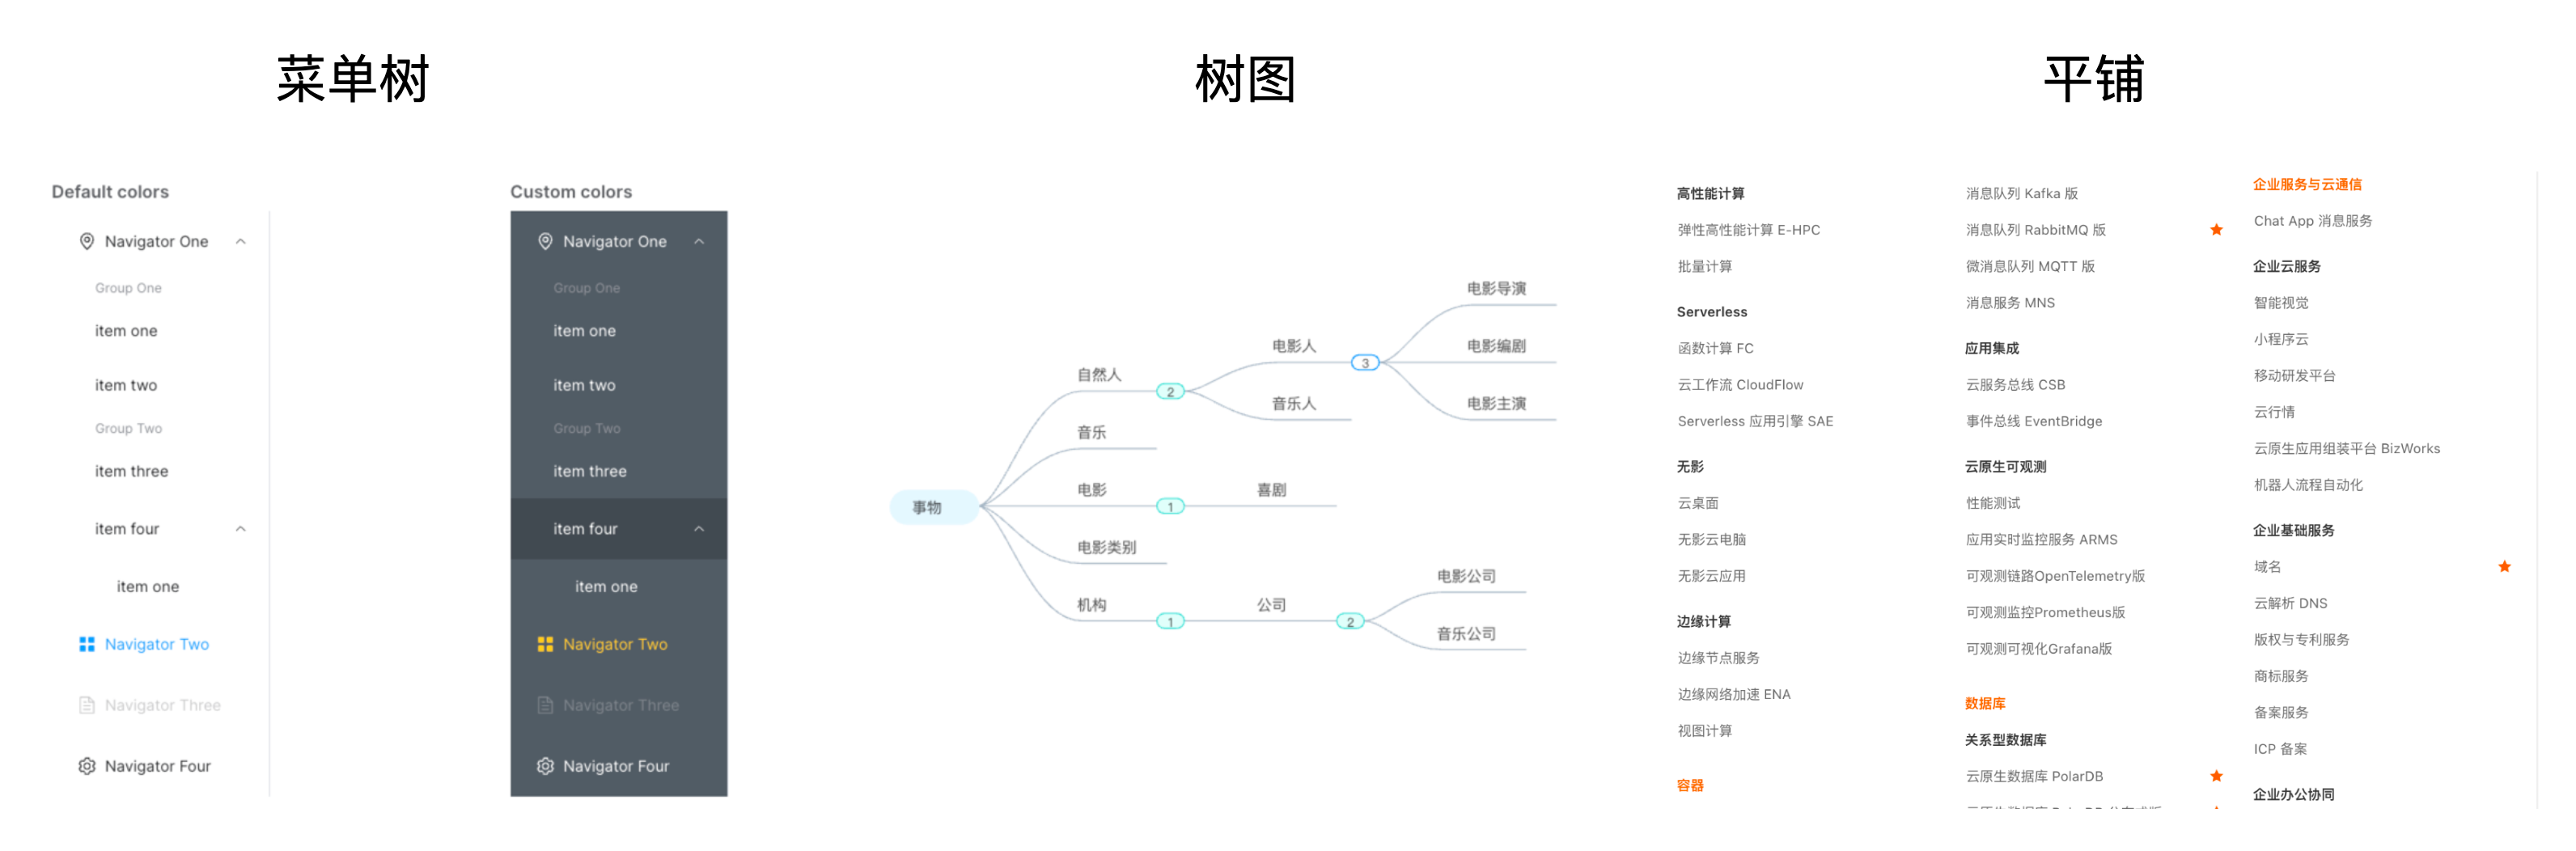 菜单树
树图
平铺
Default colors
Navigator One
Group One
item one
item two
Group Two
item three
item four
item one
Navigator Two
Navigator Three
Navigator Four
Custom colors
Navigator One
Group One
item one
item two
Group Two
item three
item four
item one
Navigator Two
Navigator Three
Navigator Four
事物
自然人
2
电影人
3
电影导演
电影编剧
电影主演
音乐人
音乐
电影
1
喜剧
电影类别
机构
1
公司
2
电影公司
音乐公司
高性能计算
弹性高性能计算 E-HPC
批量计算
Serverless
函数计算 FC
云工作流 CloudFlow
Serverless 应用引擎 SAE
无影
云桌面
无影云电脑
无影云应用
边缘计算
边缘节点服务
边缘网络加速 ENA
视图计算
容器
消息队列 Kafka 版
消息队列 RabbitMQ 版
微消息队列 MQTT 版
消息服务 MNS
应用集成
云服务总线 CSB
事件总线 EventBridge
云原生可观测
性能测试
应用实时监控服务 ARMS
可观测链路OpenTelemetry版
可观测监控Prometheus版
可观测可视化Grafana版
数据库
关系型数据库
云原生数据库 PolarDB
企业服务与云通信
Chat App 消息服务
企业云服务
智能视觉
小程序云
移动研发平台
云行情
云原生应用组装平台 BizWorks
机器人流程自动化
企业基础服务
域名
云解析 DNS
版权与专利服务
商标服务
备案服务
ICP 备案
企业办公协同